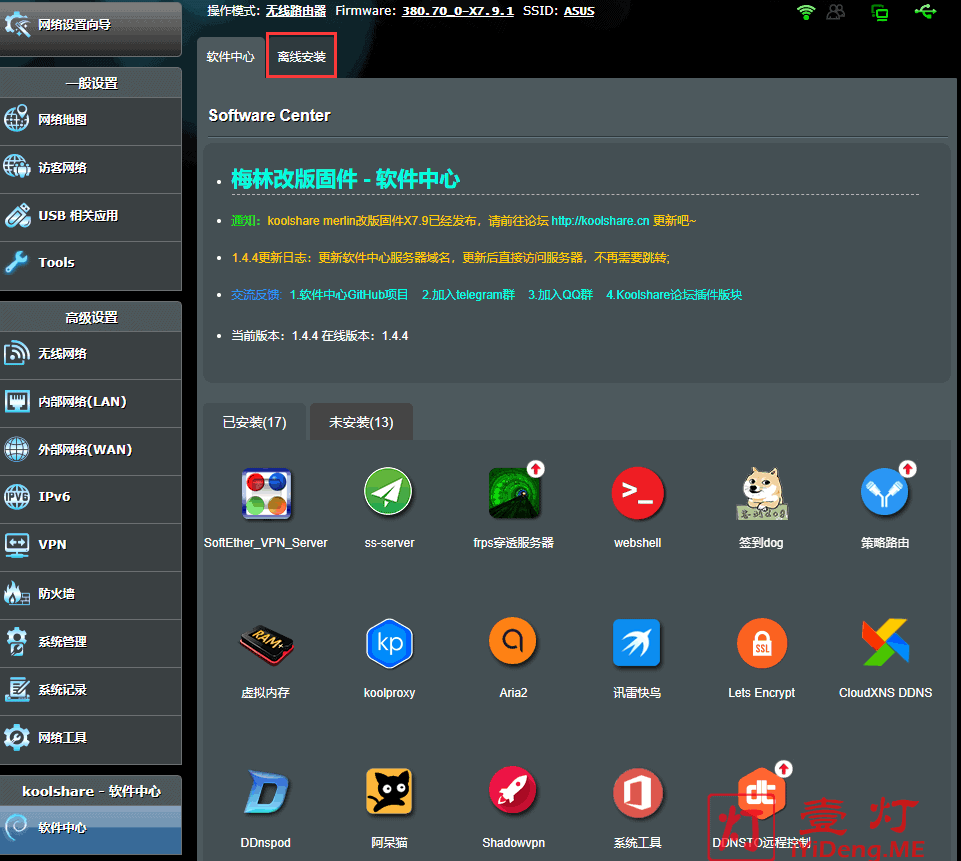 网络设置向导
一般设置
网络地图
访客网络
USB 相关应用
Tools
高级设置
无线网络
内部网络(LAN)
外部网络(WAN)
IPv6
VPN
防火墙
系统管理
系统记录
网络工具
koolshare - 软件中心
软件中心
操作模式: 无线路由器 Firmware: 380.70_0-X7.9.1 SSID: ASUS
软件中心 离线安装
Software Center
梅林改版固件 - 软件中心
通知：koolshare merlin改版固件X7.9已经发布，请前往论坛 http://koolshare.cn 更新吧~
1.4.4更新日志：更新软件中心服务器域名，更新后直接访问服务器，不再需要跳转;
交流反馈: 1.软件中心GitHub项目 2.加入telegram群 3.加入QQ群 4.Koolshare论坛插件版块
当前版本：1.4.4 在线版本：1.4.4
已安装(17) 未安装(13)
SoftEther_VPN_Server ss-server frps穿透服务器 webshell 签到dog 策略路由
虚拟内存 koolproxy Aria2 讯雷快鸟 Lets Encrypt CloudXNS DDNS
DDnspod 阿呆猫 Shadowvpn 系统工具 DDNSTO远程控制
IPV6
RAM+
kp
SSL
签到dog
dt
灯
壹灯
iYiDeng.ME